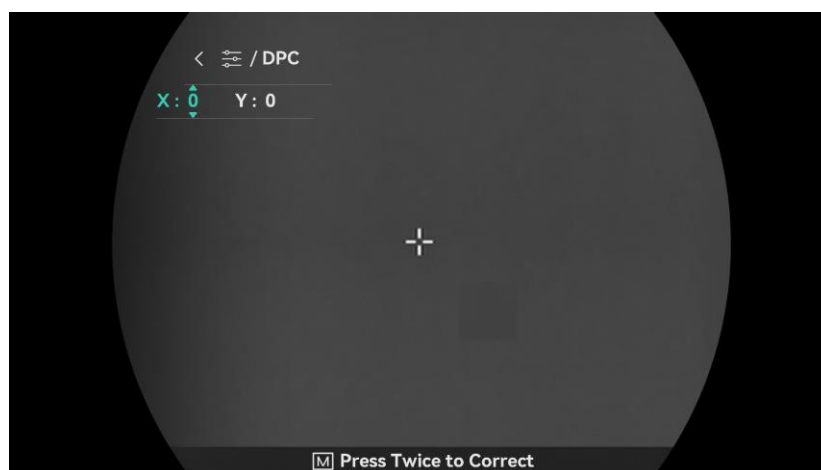 / DPC
X : 0 Y : 0
M Press Twice to Correct